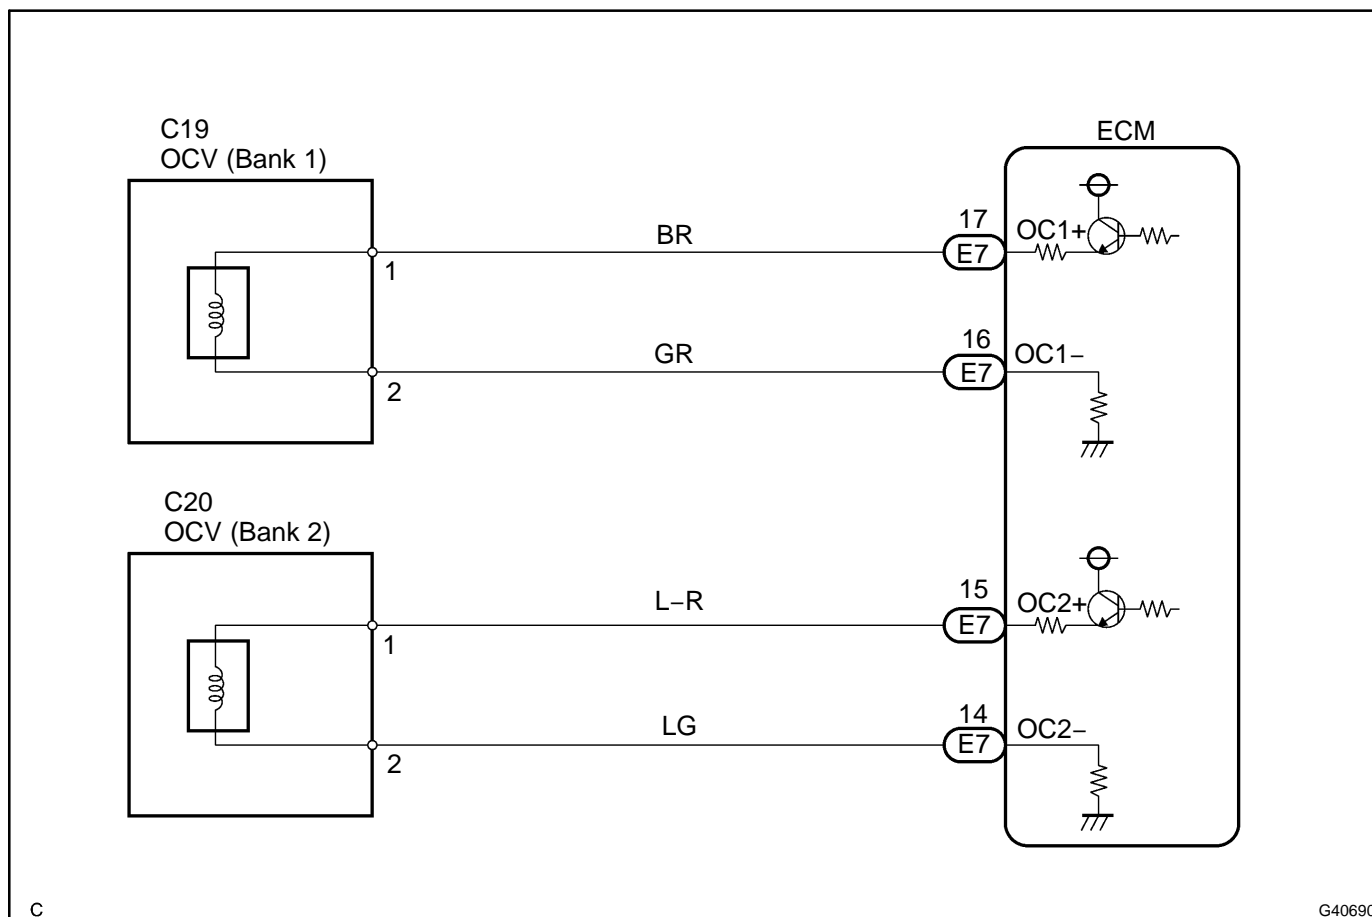 C19
OCV (Bank 1)
ECM
BR
17
E7
OC1+
1
GR
16
E7
OC1−
2
C20
OCV (Bank 2)
L−R
15
E7
OC2+
1
LG
14
E7
OC2−
2
C
G40690